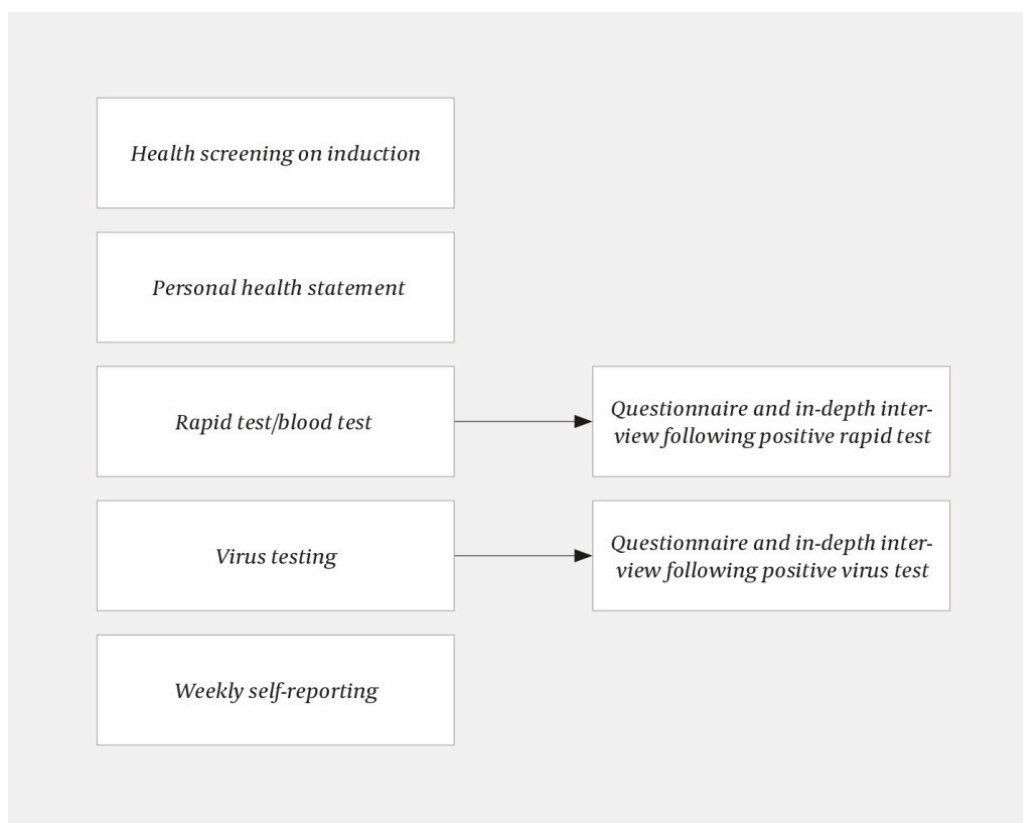 Health screening on induction
Personal health statement
Rapid test/blood test
Questionnaire and in-depth inter-
view following positive rapid test
Virus testing
Questionnaire and in-depth inter-
view following positive virus test
Weekly self-reporting